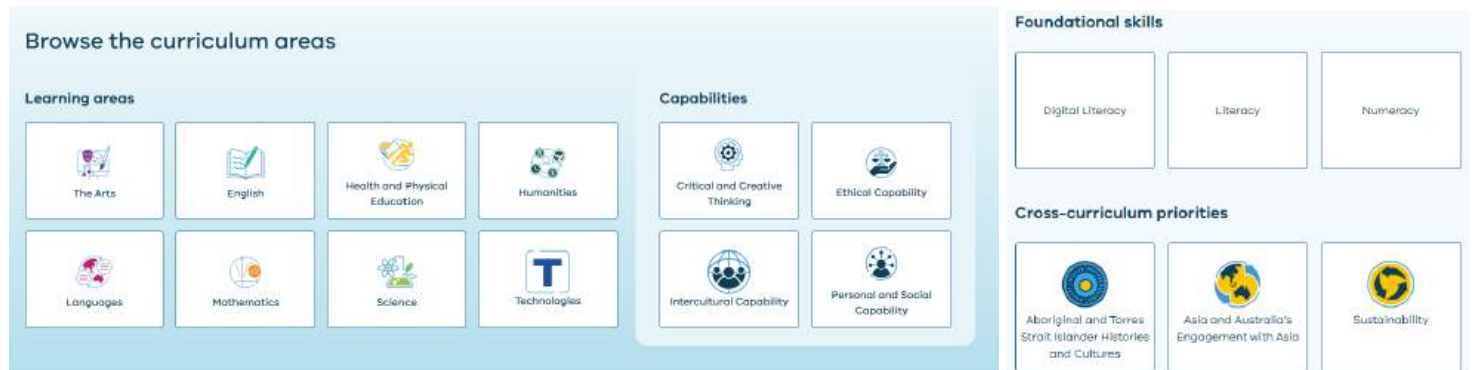 Browse the curriculum areas
Learning areas
The Arts
English
Health and Physical
Education
Humanities
Languages
Mathematics
Science
T
Technologies
Capabilities
Critical and Creative
Thinking
Ethical Capability
Intercultural Capability
Personal and Social
Capability
Foundational skills
Digital Literacy
Literacy
Numeracy
Cross-curriculum priorities
Aboriginal and Torres
Strait Islander Histories
and Cultures
Asia and Australia's
Engagement with Asia
Sustainability